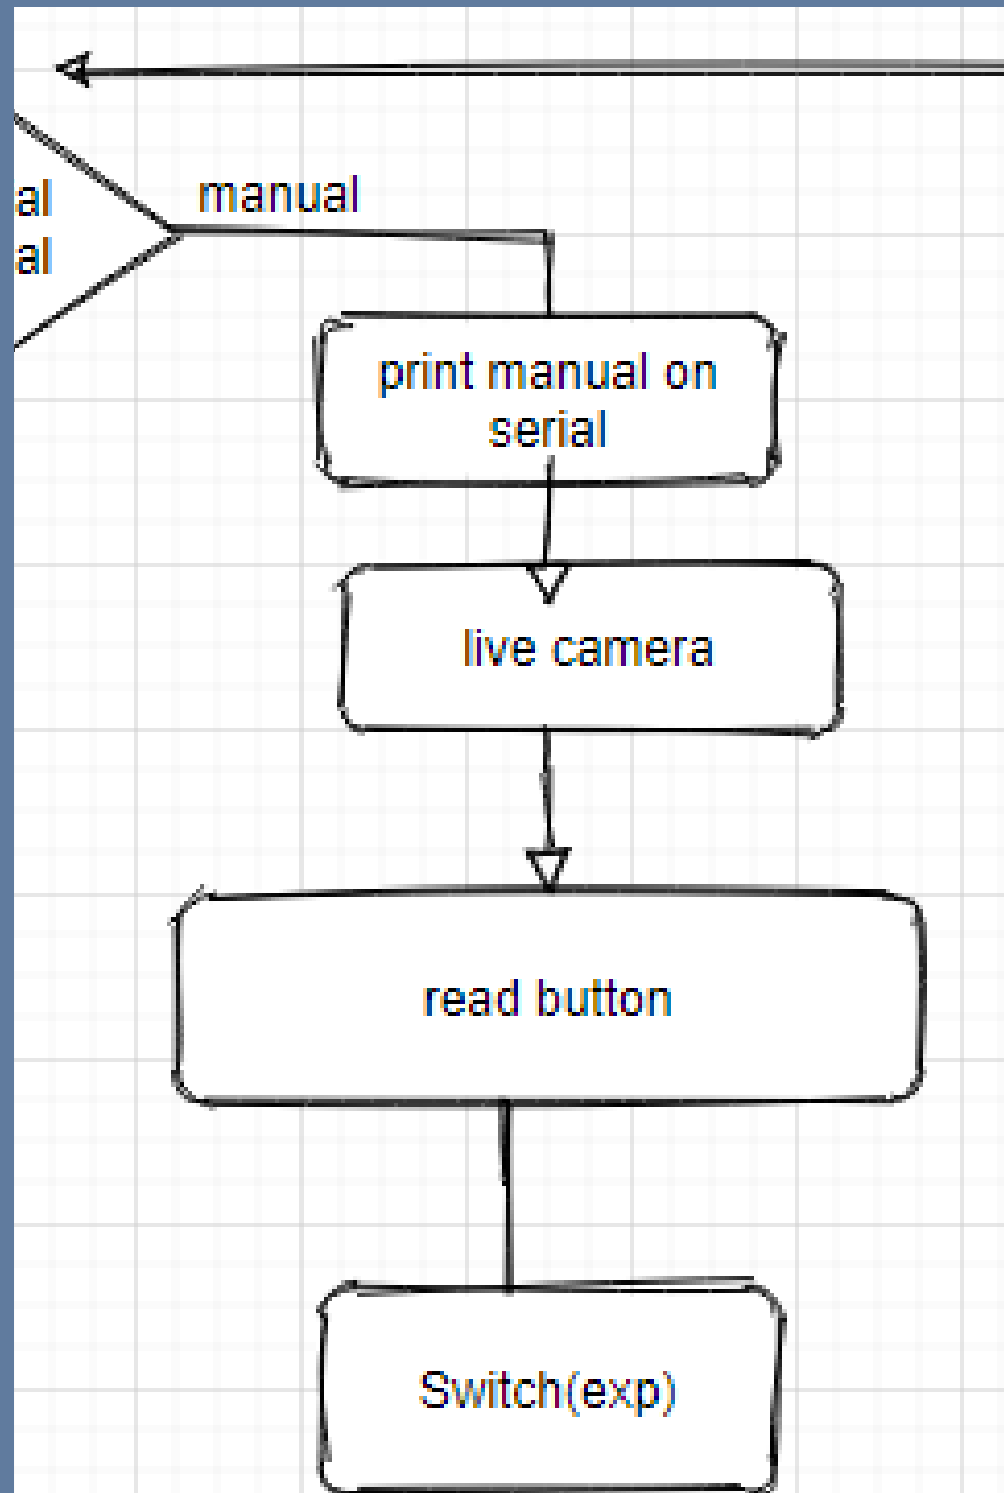 manual
al
al
print manual on
serial
live camera
read button
Switch(exp)